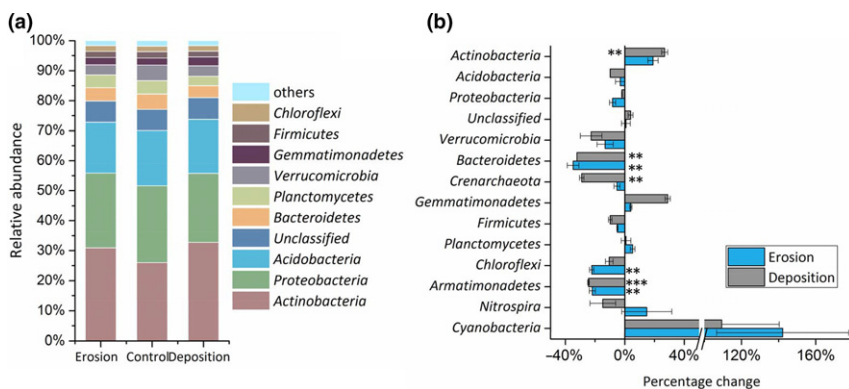 (a)
100%
90%
80%
70%
60%
50%
40%
30%
20%
10%
0%
Relative abundance
Erosion Control Deposition
others
Chloroflexi
Firmicutes
Gemmatimonadetes
Verrucomicrobia
Planctomycetes
Bacteroidetes
Unclassified
Acidobacteria
Proteobacteria
Actinobacteria
(b)
Actinobacteria **
Acidobacteria
Proteobacteria
Unclassified
Verrucomicrobia
Bacteroidetes **
**
Crenarchaeota **
Gemmatimonadetes
Firmicutes
Planctomycetes
Chloroflexi
**
Armatimonadetes ***
**
Nitrospira
Cyanobacteria
Erosion
Deposition
-40% 0% 40% 120% 160%
Percentage change